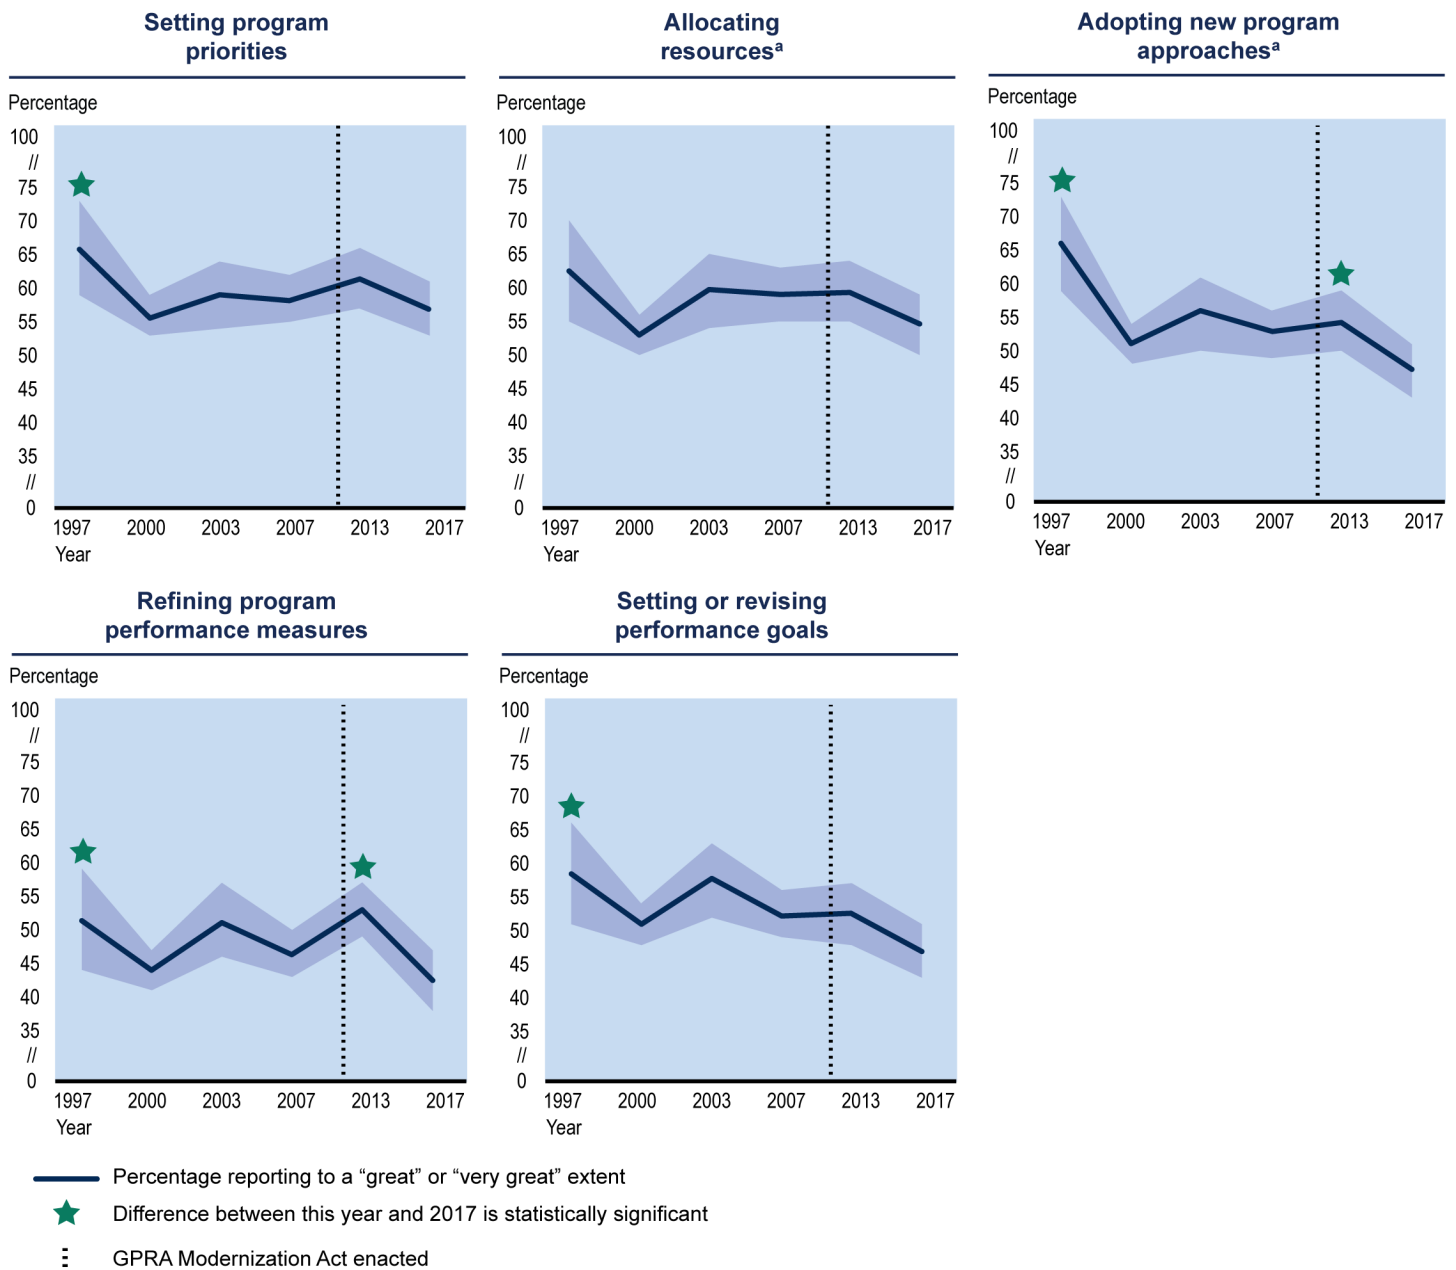 Setting program
priorities
Percentage
100
//
75
70
65
60
55
50
45
40
35
//
0
1997 2000 2003 2007 2013 2017
Year
Allocating
resourcesᵃ
Percentage
100
//
75
70
65
60
55
50
45
40
35
//
0
1997 2000 2003 2007 2013 2017
Year
Adopting new program
approachesᵃ
Percentage
100
//
75
70
65
60
55
50
45
40
35
//
0
1997 2000 2003 2007 2013 2017
Year
Refining program
performance measures
Percentage
100
//
75
70
65
60
55
50
45
40
35
//
0
1997 2000 2003 2007 2013 2017
Year
Setting or revising
performance goals
Percentage
100
//
75
70
65
60
55
50
45
40
35
//
0
1997 2000 2003 2007 2013 2017
Year
Percentage reporting to a “great” or “very great” extent
Difference between this year and 2017 is statistically significant
GPRA Modernization Act enacted